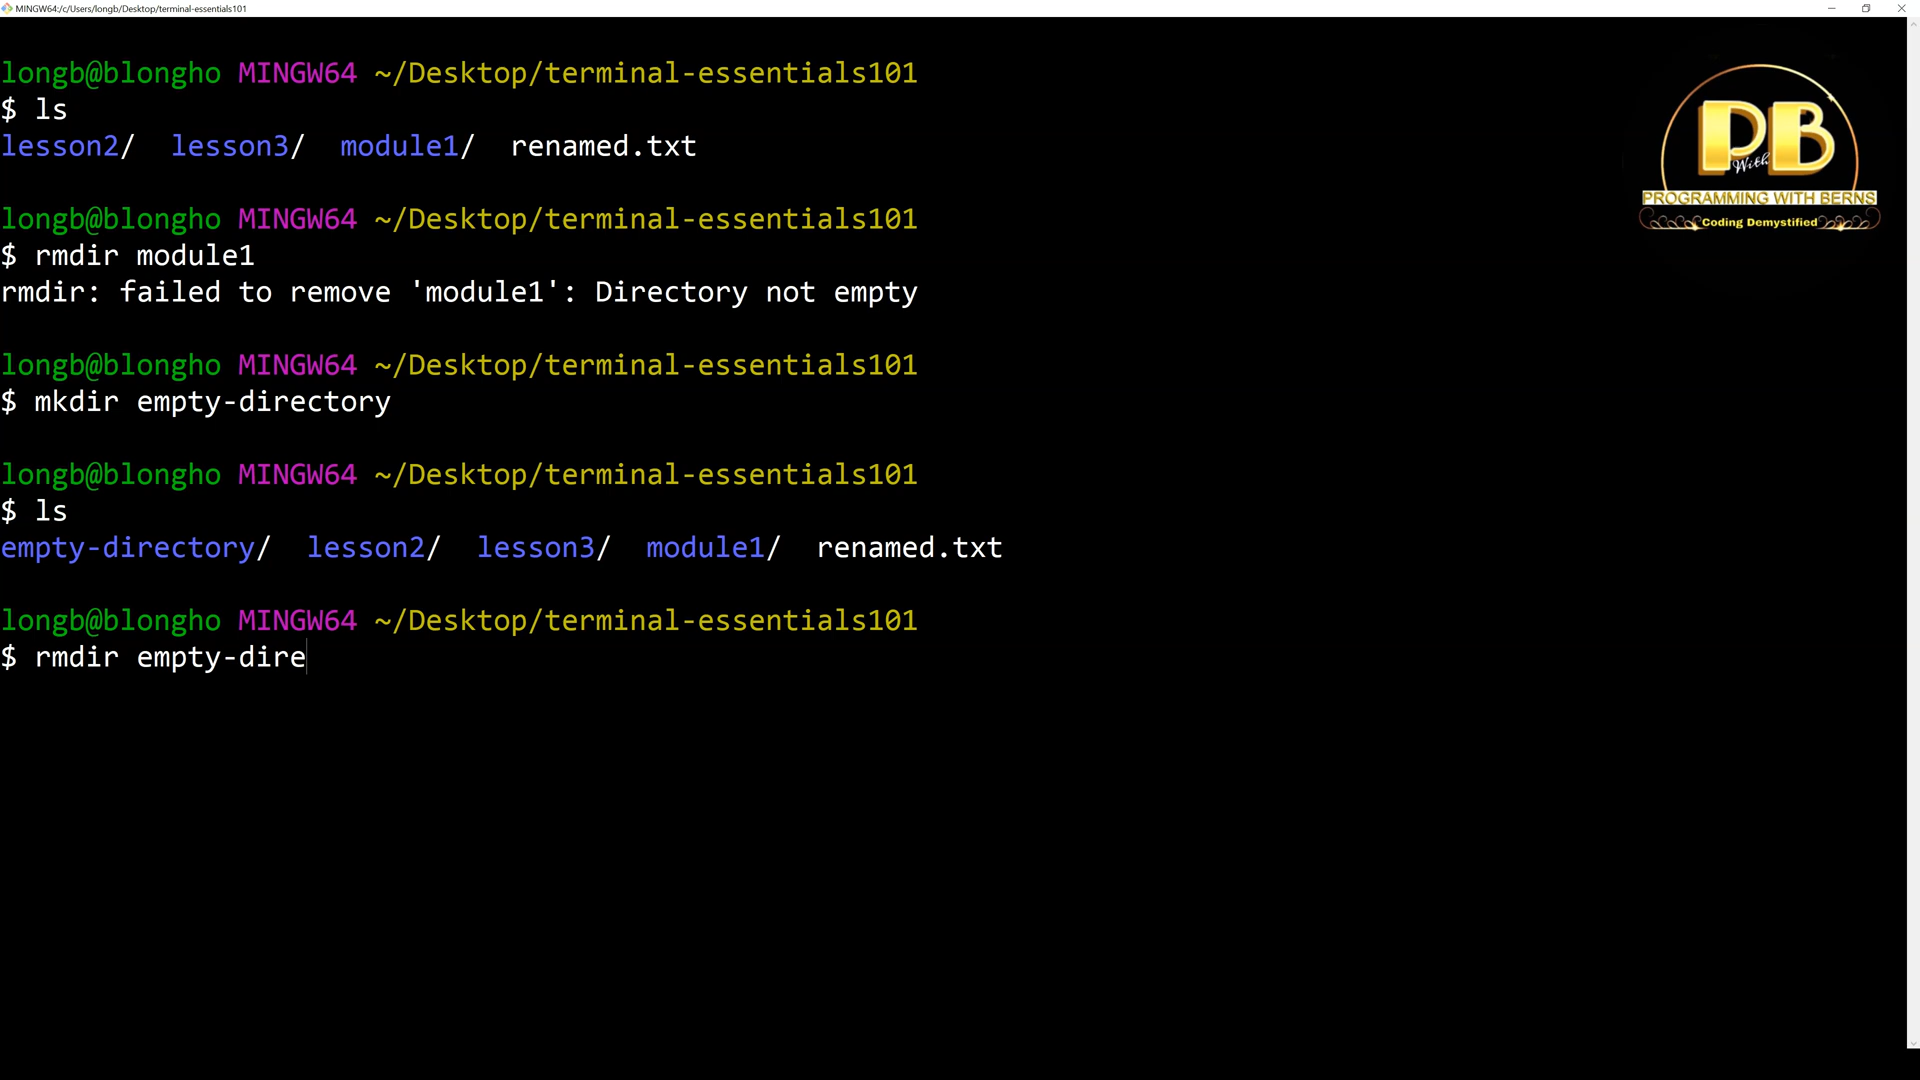 MINGW64:/c/Users/longb/Desktop/terminal-essentials101
longb@blongho MINGW64 ~/Desktop/terminal-essentials101
$ ls
lesson2/  lesson3/  module1/  renamed.txt
longb@blongho MINGW64 ~/Desktop/terminal-essentials101
$ rmdir module1
rmdir: failed to remove 'module1': Directory not empty
longb@blongho MINGW64 ~/Desktop/terminal-essentials101
$ mkdir empty-directory
longb@blongho MINGW64 ~/Desktop/terminal-essentials101
$ ls
empty-directory/  lesson2/  lesson3/  module1/  renamed.txt
longb@blongho MINGW64 ~/Desktop/terminal-essentials101
$ rmdir empty-dire
P With B
PROGRAMMING WITH BERNS
Coding Demystified